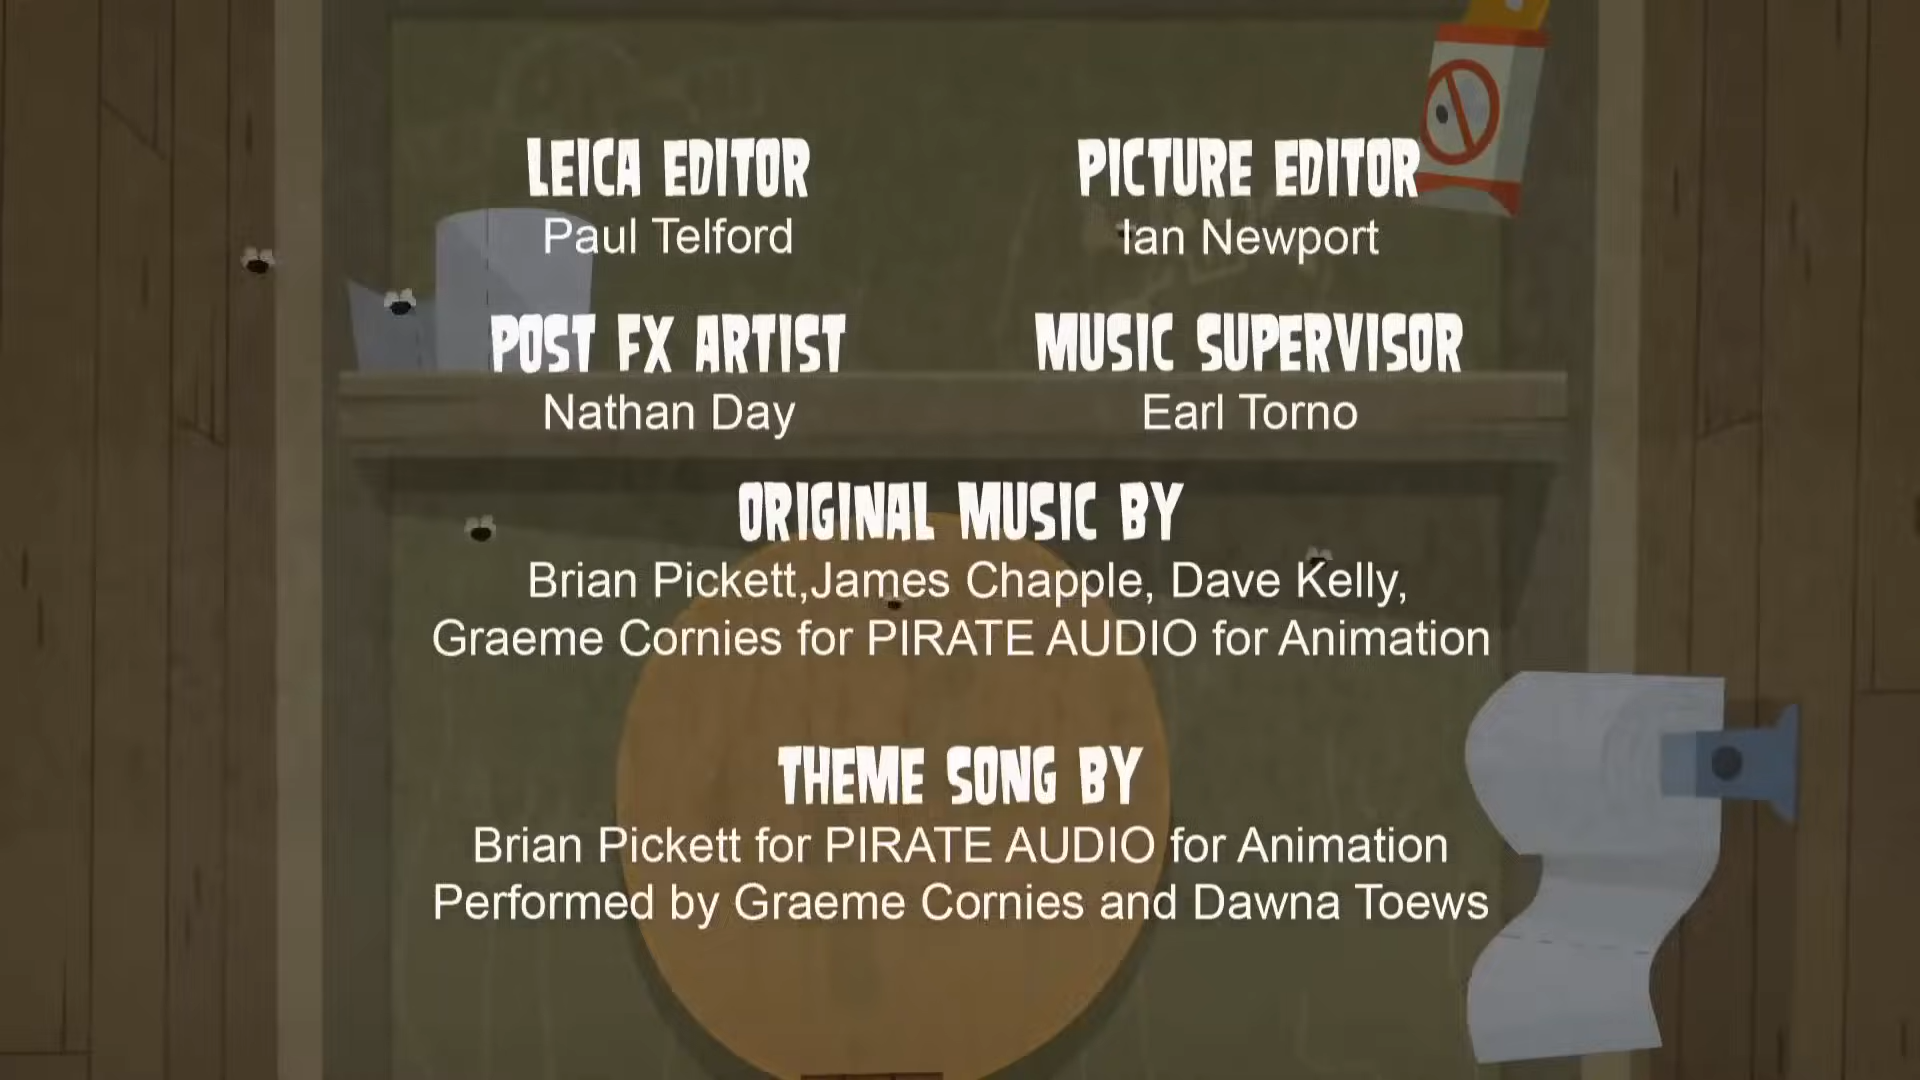 LEICA EDITOR
Paul Telford
PICTURE EDITOR
Ian Newport
POST FX ARTIST
Nathan Day
MUSIC SUPERVISOR
Earl Torno
ORIGINAL MUSIC BY
Brian Pickett,James Chapple, Dave Kelly,
Graeme Cornies for PIRATE AUDIO for Animation
THEME SONG BY
Brian Pickett for PIRATE AUDIO for Animation
Performed by Graeme Cornies and Dawna Toews